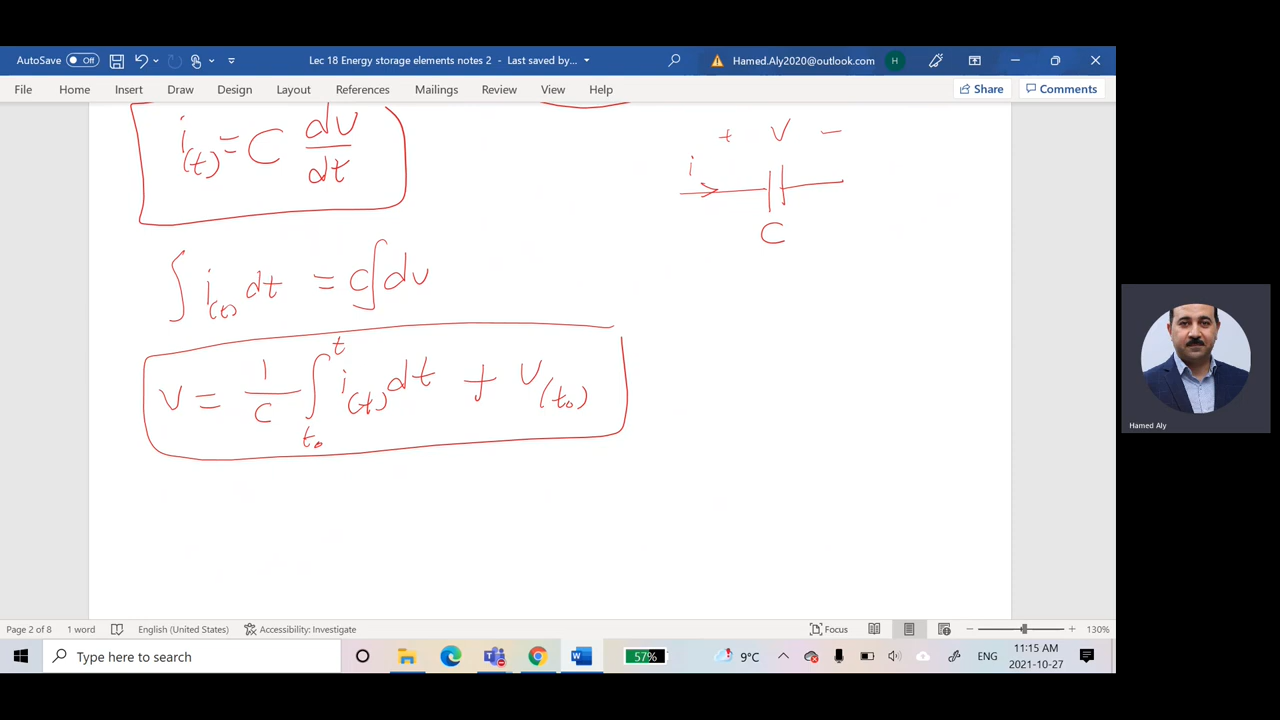 AutoSave Off Lec 18 Energy storage elements notes 2 - Last saved by... Hamed.Aly2020@outlook.com H
File Home Insert Draw Design Layout References Mailings Review View Help Share Comments
i(t) = C dv/dt
+ V −
i
C
∫ i(t) dt = C∫ dv
V = 1/C ∫ t t₀ i(t) dt + V(t₀)
Hamed Aly
Page 2 of 8 1 word English (United States) Accessibility: Investigate Focus 130%
Type here to search 57% 9°C ENG 11:15 AM
2021-10-27